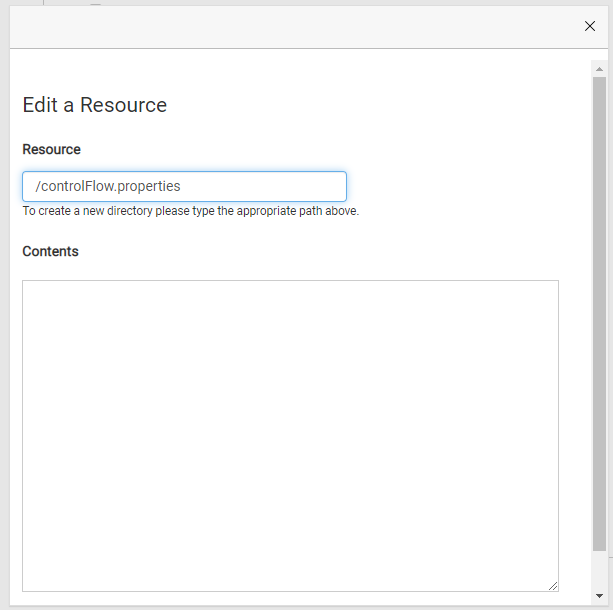 Edit a Resource
Resource
/controlFlow.properties
To create a new directory please type the appropriate path above.
Contents